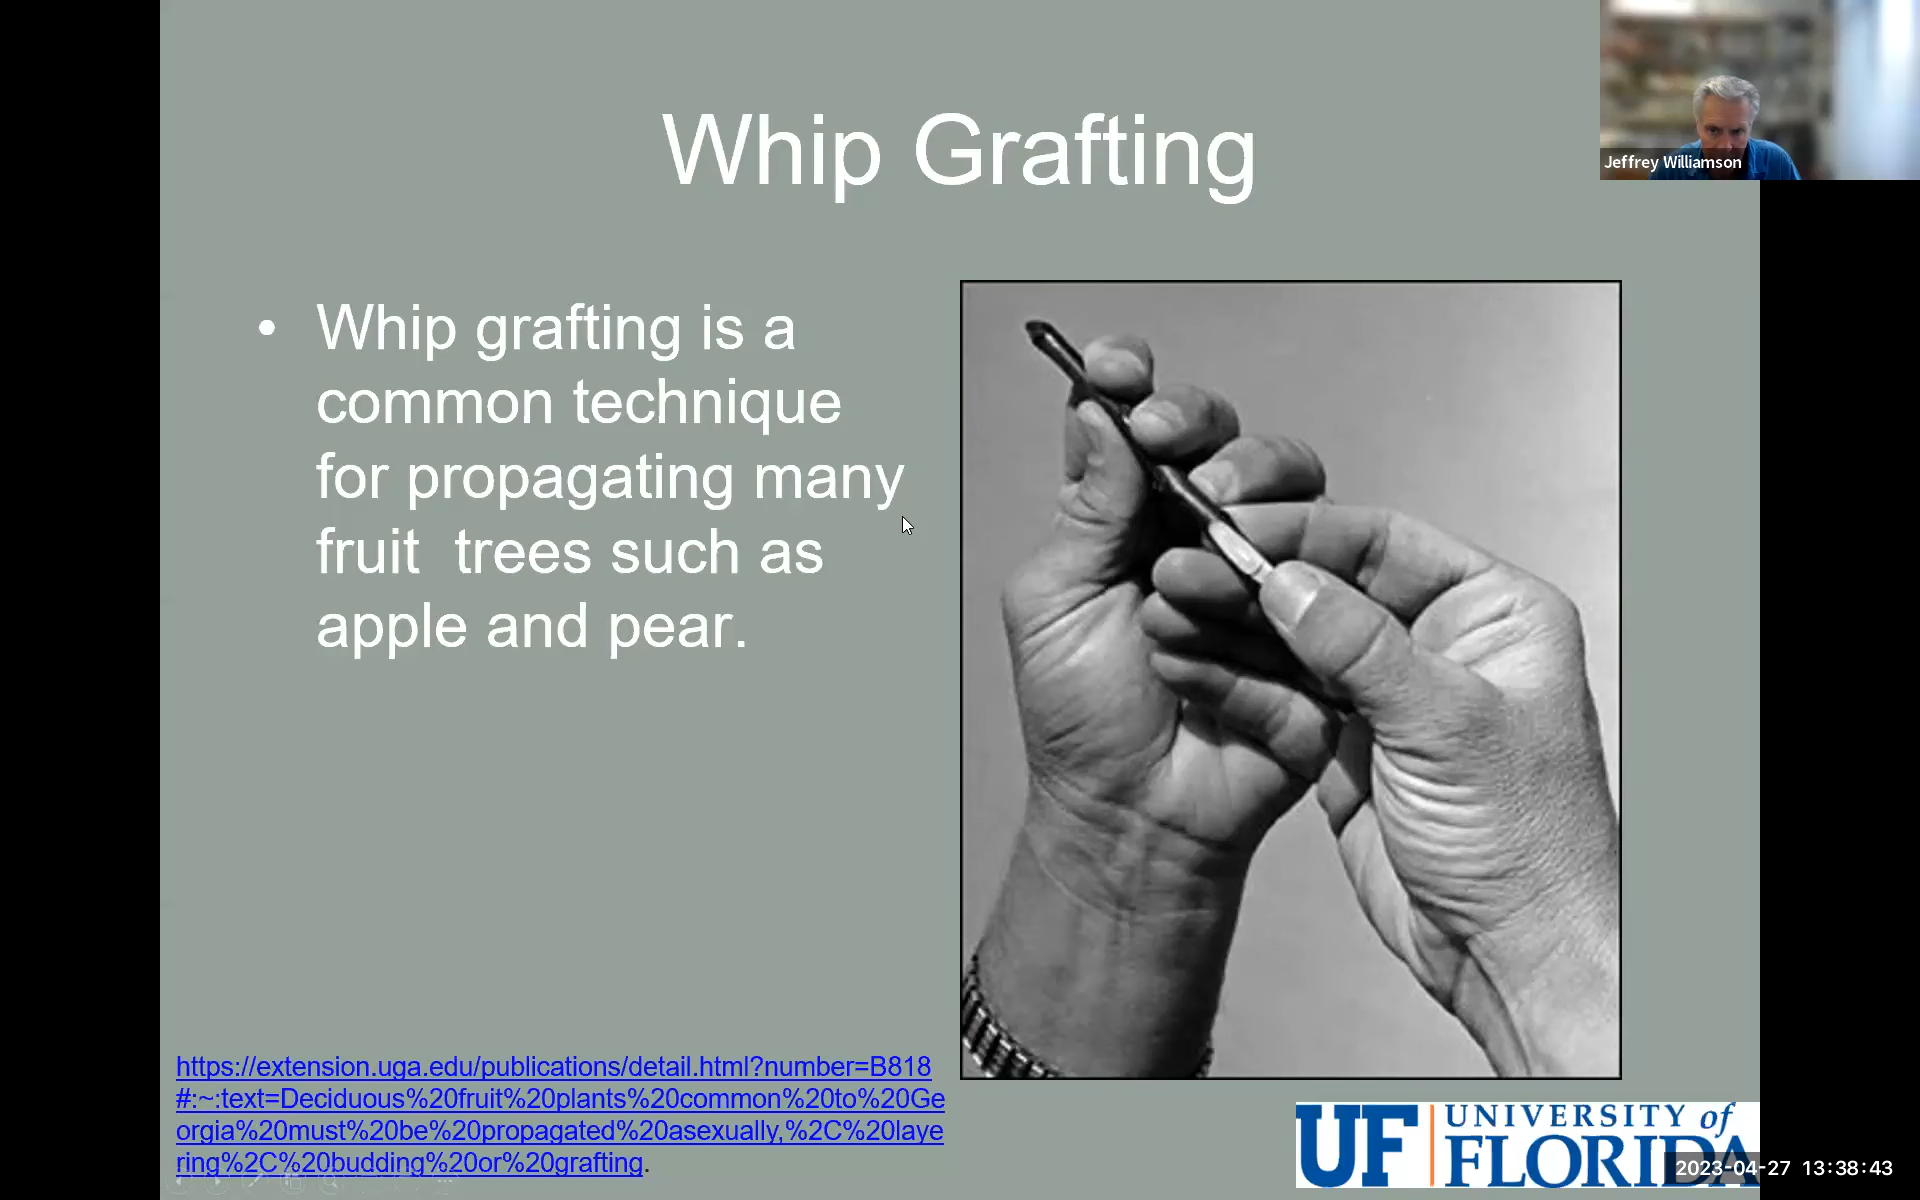 Whip Grafting
Jeffrey Williamson
• Whip grafting is a
common technique
for propagating many
fruit  trees such as
apple and pear.
https://extension.uga.edu/publications/detail.html?number=B818
#:~:text=Deciduous%20fruit%20plants%20common%20to%20Ge
orgia%20must%20be%20propagated%20asexually,%2C%20laye
ring%2C%20budding%20or%20grafting.
UF UNIVERSITY of
FLORIDA
2023-04-27 13:38:43